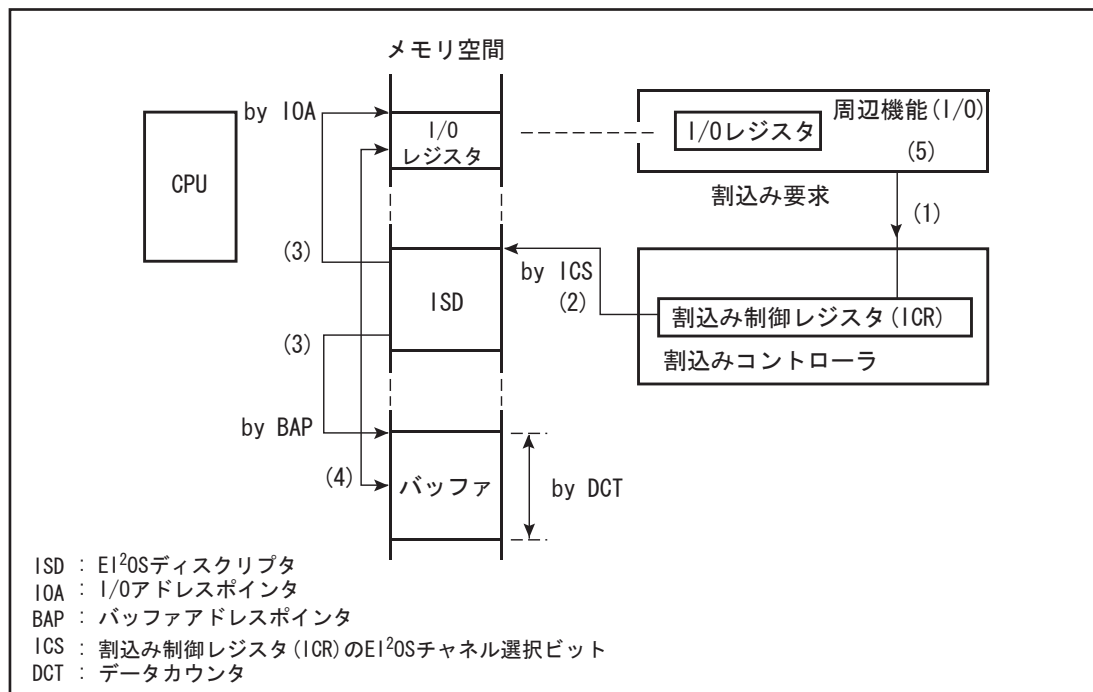 メモリ空間
by IOA
CPU
I/O
レジスタ
I/Oレジスタ
周辺機能(I/O)
(5)
割込み要求
(1)
(3)
by ICS
(2)
ISD
割込み制御レジスタ(ICR)
割込みコントローラ
(3)
by BAP
(4)
バッファ
by DCT
ISD : EI²OSディスクリプタ
IOA : I/Oアドレスポインタ
BAP : バッファアドレスポインタ
ICS : 割込み制御レジスタ(ICR)のEI²OSチャネル選択ビット
DCT : データカウンタ